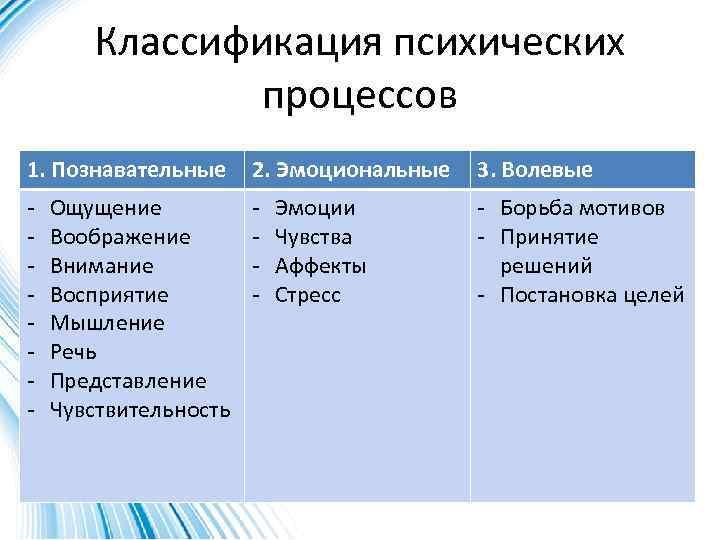 Классификация психических
процессов
1. Познавательные
- Ощущение
- Воображение
- Внимание
- Восприятие
- Мышление
- Речь
- Представление
- Чувствительность
2. Эмоциональные
- Эмоции
- Чувства
- Аффекты
- Стресс
3. Волевые
- Борьба мотивов
- Принятие
решений
- Постановка целей